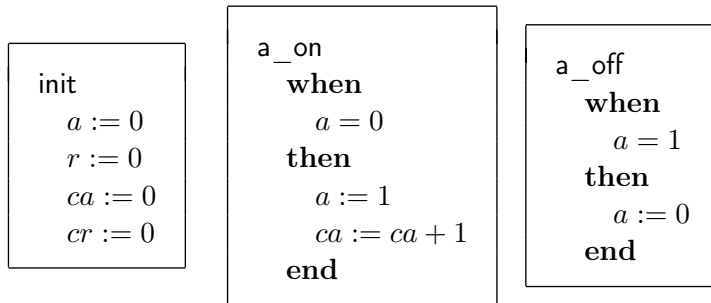 init
a := 0
r := 0
ca := 0
cr := 0
a_on
when
a = 0
then
a := 1
ca := ca + 1
end
a_off
when
a = 1
then
a := 0
end